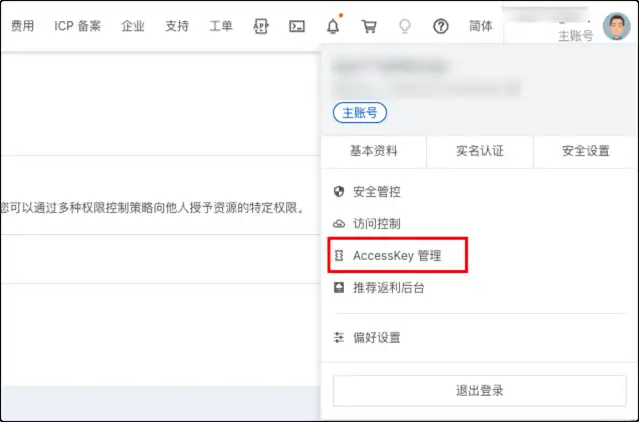 费用 ICP 备案 企业 支持 工单 简体
主账号
主账号
基本资料 实名认证 安全设置
安全管控
您可以通过多种权限控制策略向他人授予资源的特定权限。
访问控制
AccessKey 管理
推荐返利后台
偏好设置
退出登录